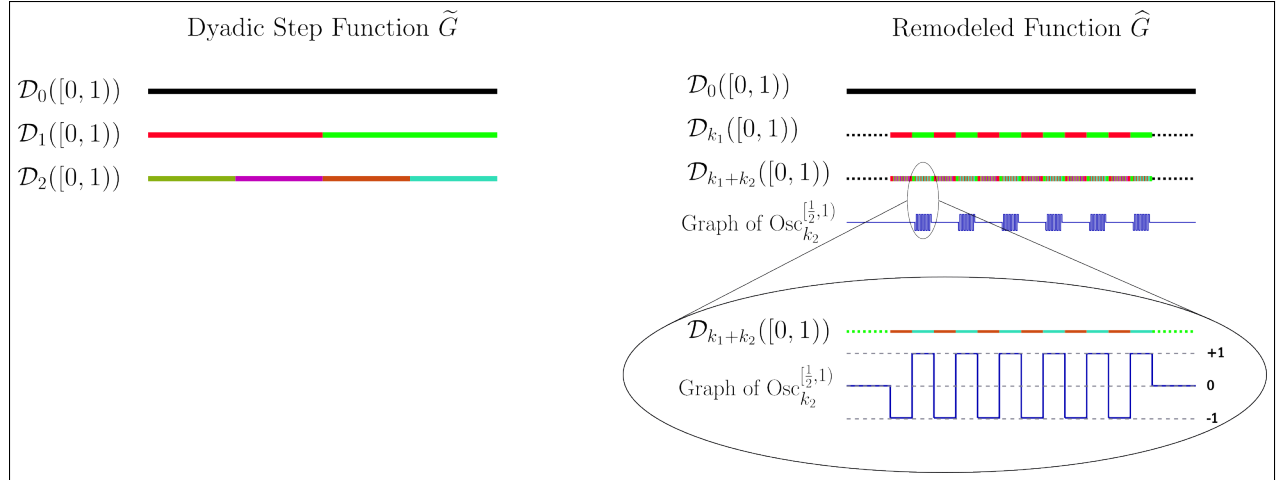 Dyadic Step Function $\widetilde{G}$
$\mathcal{D}_0([0,1))$
$\mathcal{D}_1([0,1))$
$\mathcal{D}_2([0,1))$
Remodeled Function $\widehat{G}$
$\mathcal{D}_0([0,1))$
$\mathcal{D}_{k_1}([0,1))$
$\mathcal{D}_{k_1+k_2}([0,1))$
Graph of $\mathrm{Osc}_{k_2}^{[\frac{1}{2},1)}$
$\mathcal{D}_{k_1+k_2}([0,1))$
+1
Graph of $\mathrm{Osc}_{k_2}^{[\frac{1}{2},1)}$
0
-1